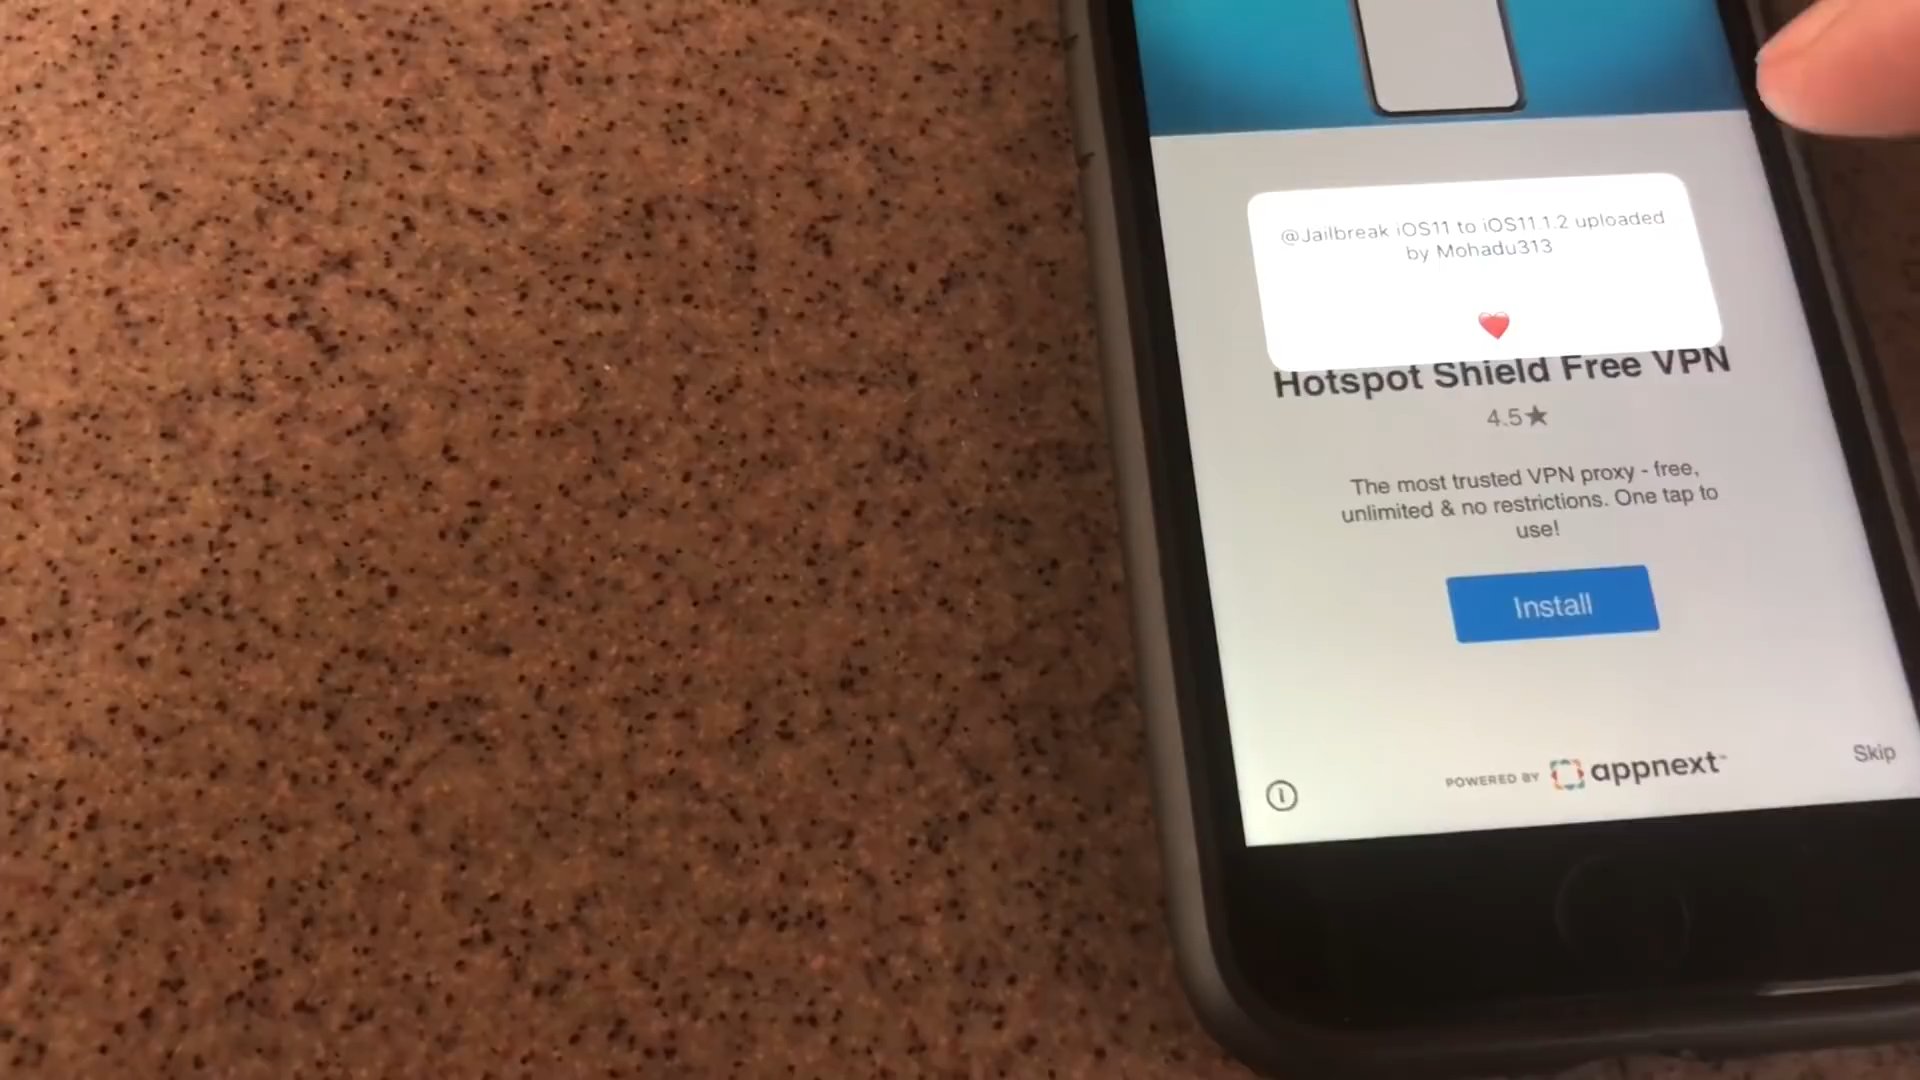 @Jailbreak iOS11 to iOS11.1.2 uploaded
by Mohadu313
Hotspot Shield Free VPN
4.5★
The most trusted VPN proxy - free,
unlimited & no restrictions. One tap to
use!
Install
POWERED BY appnext
Skip